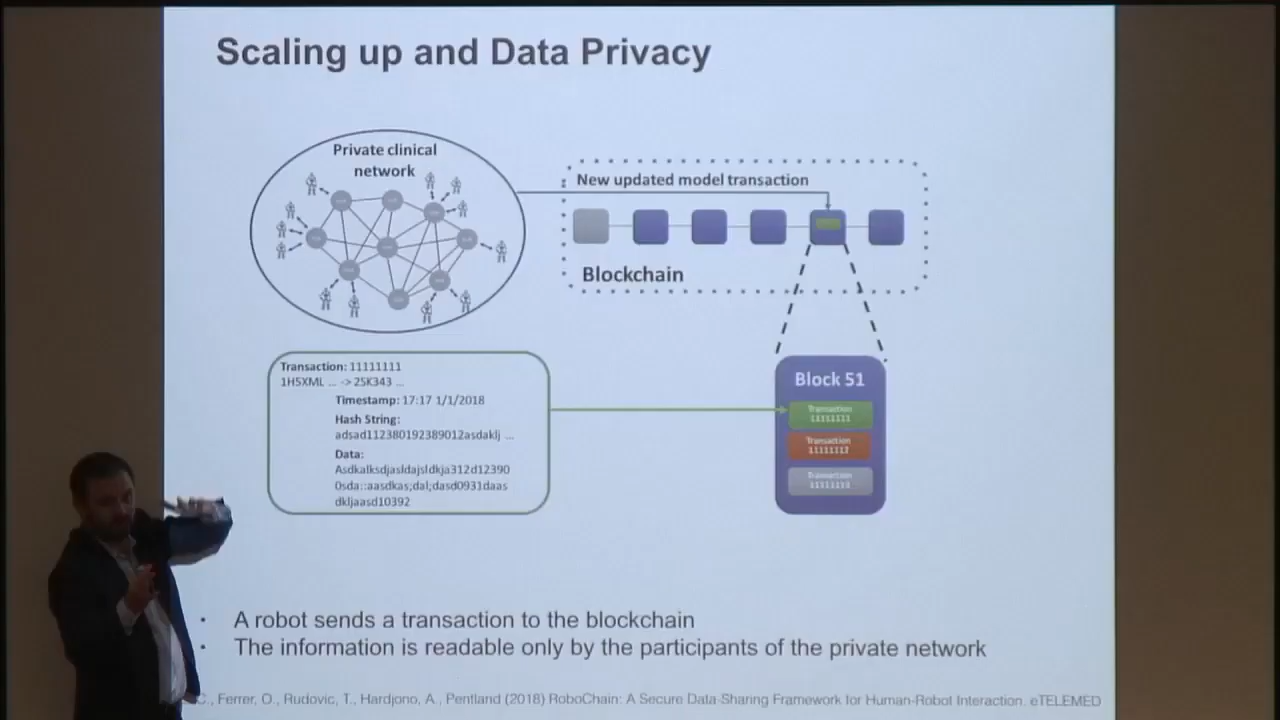 Scaling up and Data Privacy
Private clinical
network
New updated model transaction
Blockchain
Transaction: 11111111
1H5XML ... -> 25K343 ...
Timestamp: 17:17 1/1/2018
Hash String:
adsad112380192389012asdaklj ...
Data:
Asdkalksdjasldajsldkja312d12390
0sda::aasdkas;dal;dasd0931daas
dkljaasd10392
Block 51
Transaction
11111111
Transaction
11111112
Transaction
• A robot sends a transaction to the blockchain
• The information is readable only by the participants of the private network
C., Ferrer, O., Rudovic, T., Hardjono, A., Pentland (2018) RoboChain: A Secure Data-Sharing Framework for Human-Robot Interaction. eTELEMED